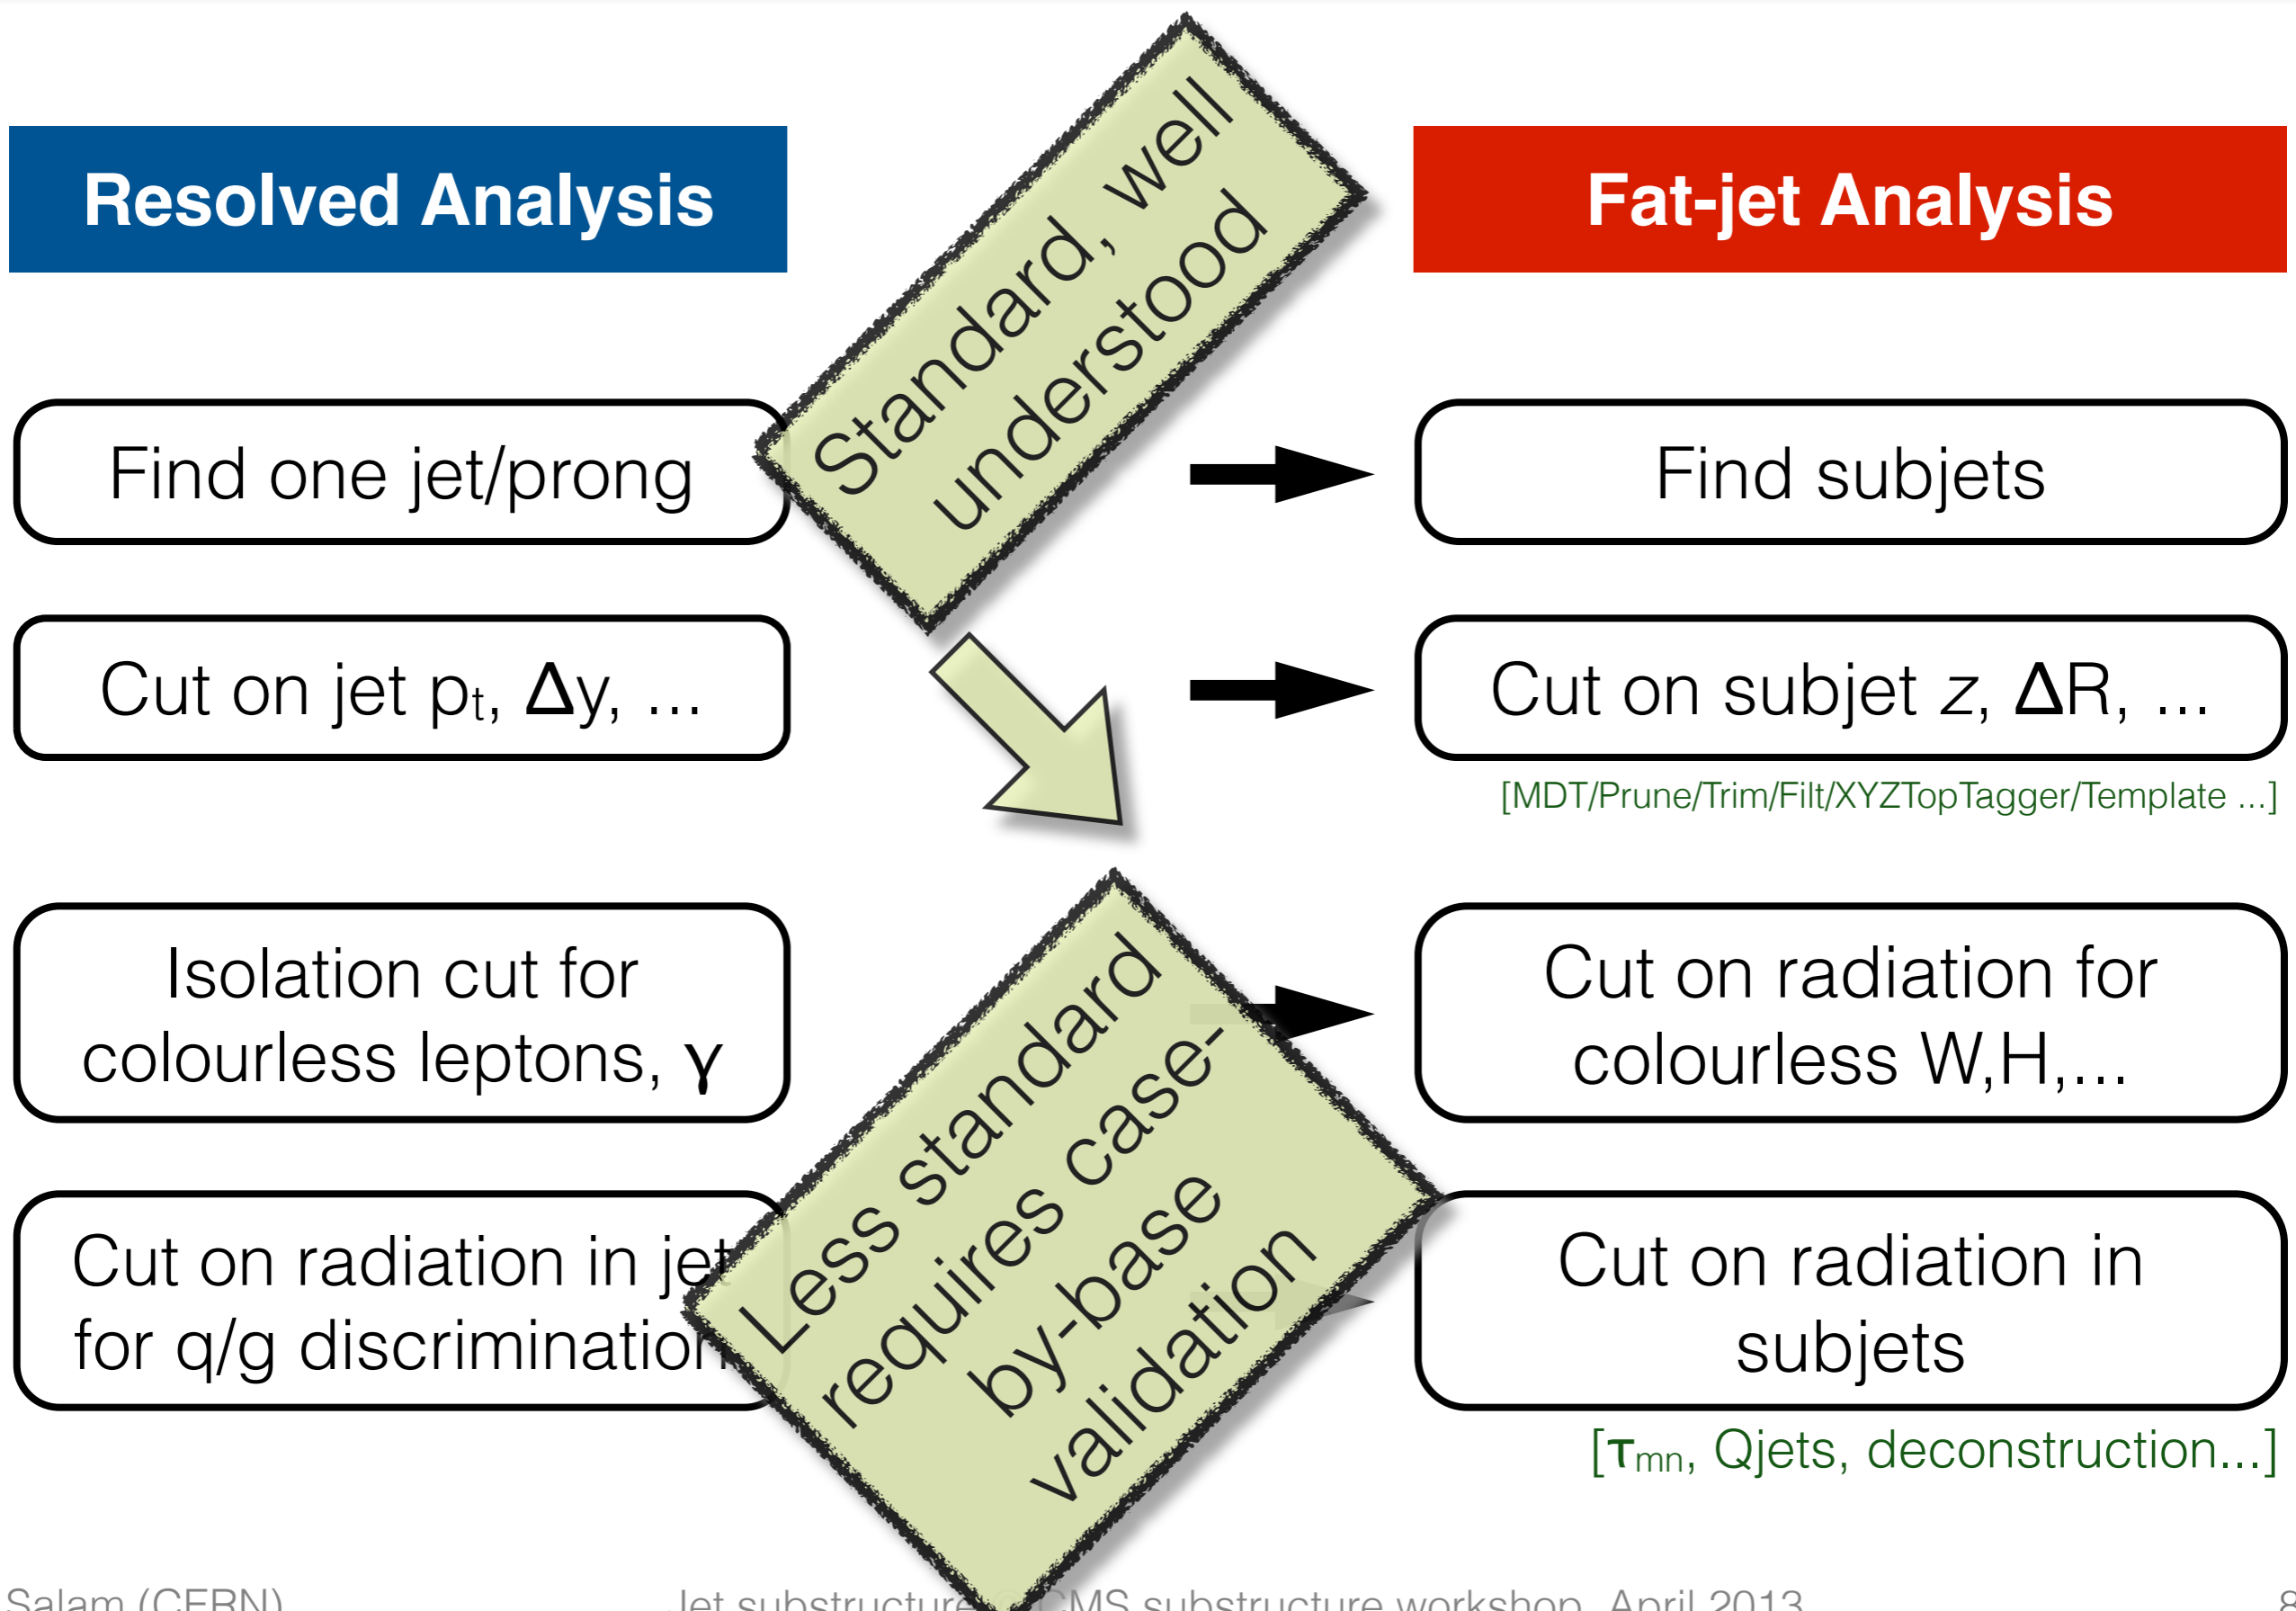 Resolved Analysis
Fat-jet Analysis
Standard, well
understood
Find one jet/prong
Find subjets
Cut on jet pt, Δy, ...
Cut on subjet z, ΔR, ...
[MDT/Prune/Trim/Filt/XYZTopTagger/Template ...]
Isolation cut for
colourless leptons, γ
Cut on radiation for
colourless W,H,...
Less standard
requires case-
by-base
validation
Cut on radiation in jet
for q/g discrimination
Cut on radiation in
subjets
[τmn, Qjets, deconstruction...]
Salam (CERN)
Jet substructure @ CMS substructure workshop, April 2013
8